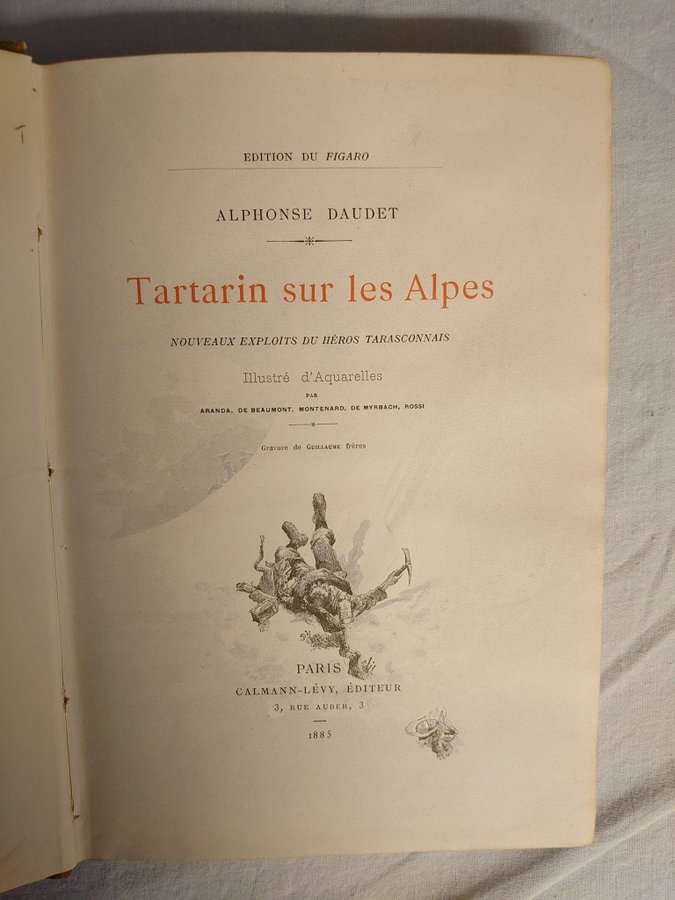 EDITION DU FIGARO
ALPHONSE DAUDET
Tartarin sur les Alpes
NOUVEAUX EXPLOITS DU HÉROS TARASCONNAIS
Illustré d'Aquarelles
PAR
ARANDA, DE BEAUMONT, MONTENARD, DE MYRBACH, ROSSI
Gravure de GUILLAUME frères
PARIS
CALMANN-LÉVY, ÉDITEUR
3, RUE AUBER, 3
1885